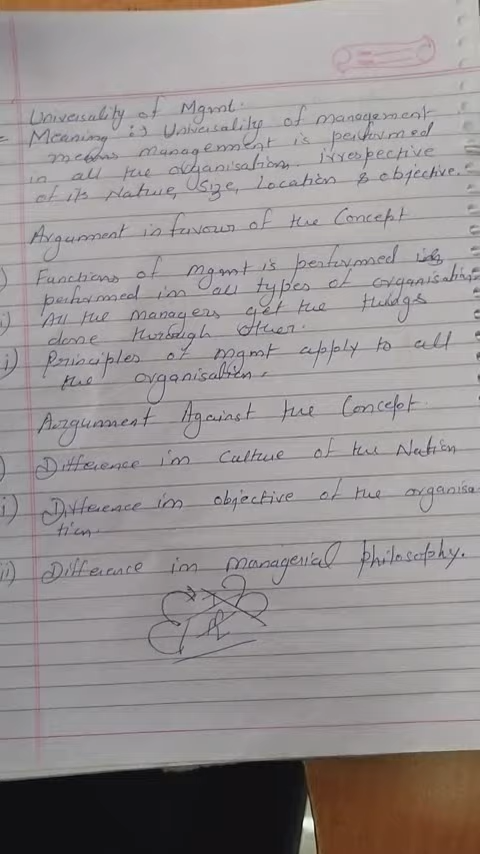 Universality of Mgmt.
= Meaning :→ Universality of management
means management is performed
in all the organisation. irrespective
of its Nature, Size, Location & objective.
Argument in favour of the Concept
) Functions of mgmt is performed is
performed in all types of organisation
i) All the managers get the things
done through other.
i) Principles of mgmt apply to all
the organisation.
Argument Against the Concept.
) Difference in Culture of the Nation
i) Difference in objective of the organisa-
tion.
ii) Difference in managerial philosophy.